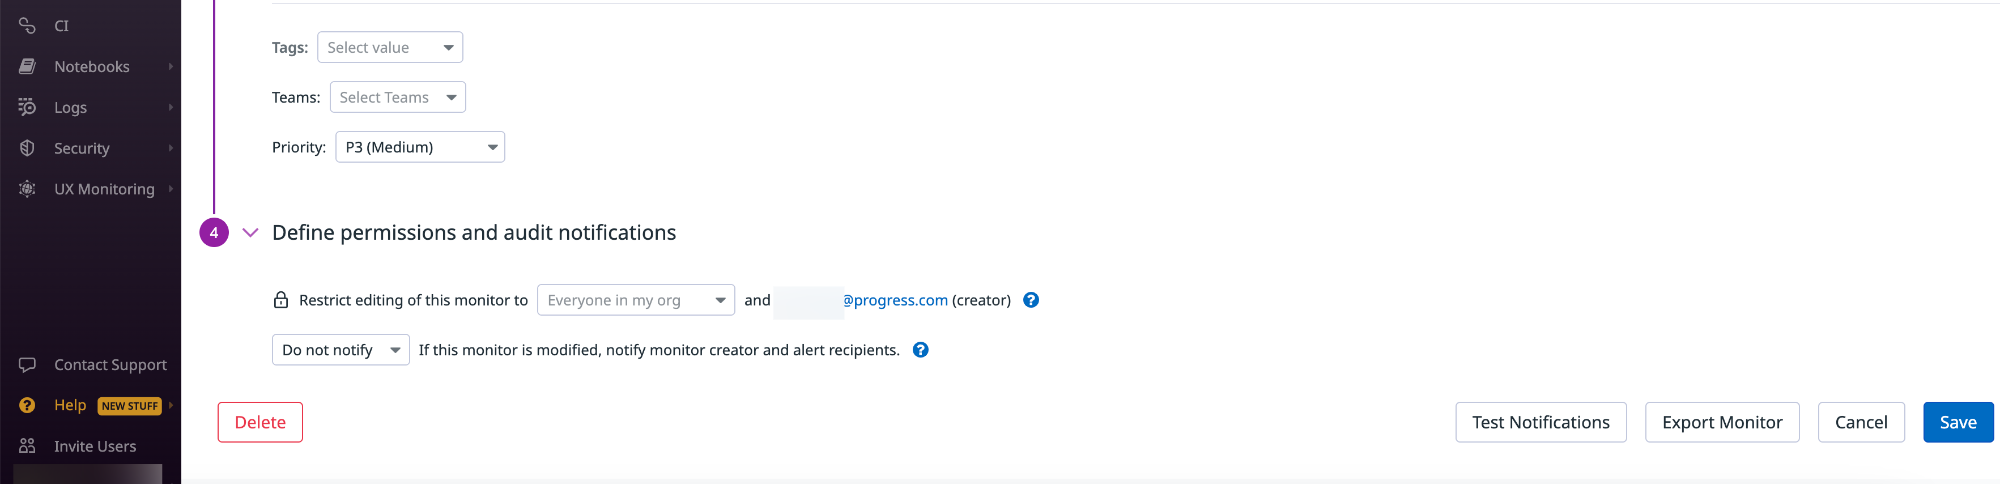 CI
Notebooks
Logs
Security
UX Monitoring
Contact Support
Help NEW STUFF
Invite Users
Tags: Select value
Teams: Select Teams
Priority: P3 (Medium)
4 Define permissions and audit notifications
Restrict editing of this monitor to Everyone in my org and @progress.com (creator) ?
Do not notify If this monitor is modified, notify monitor creator and alert recipients. ?
Delete Test Notifications Export Monitor Cancel Save